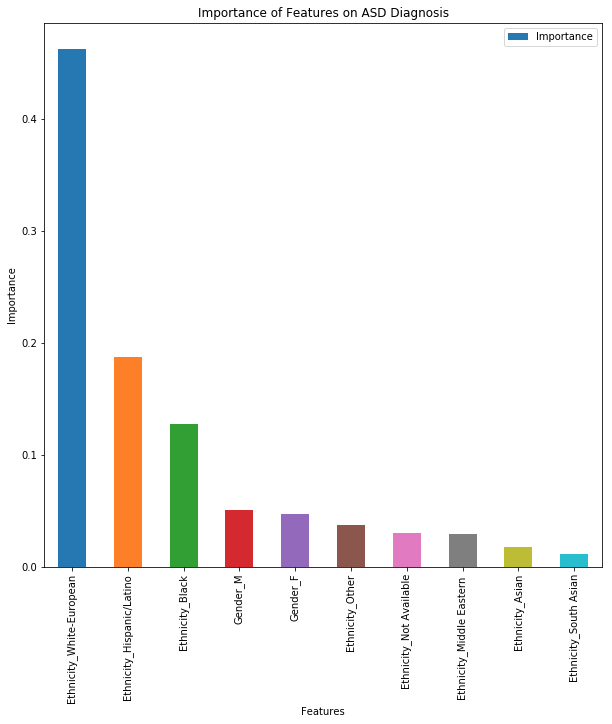 Importance of Features on ASD Diagnosis
Importance
Importance
0.4
0.3
0.2
0.1
0.0
Ethnicity_White-European
Ethnicity_Hispanic/Latino
Ethnicity_Black
Gender_M
Gender_F
Ethnicity_Other
Ethnicity_Not Available
Ethnicity_Middle Eastern
Ethnicity_Asian
Ethnicity_South Asian
Features